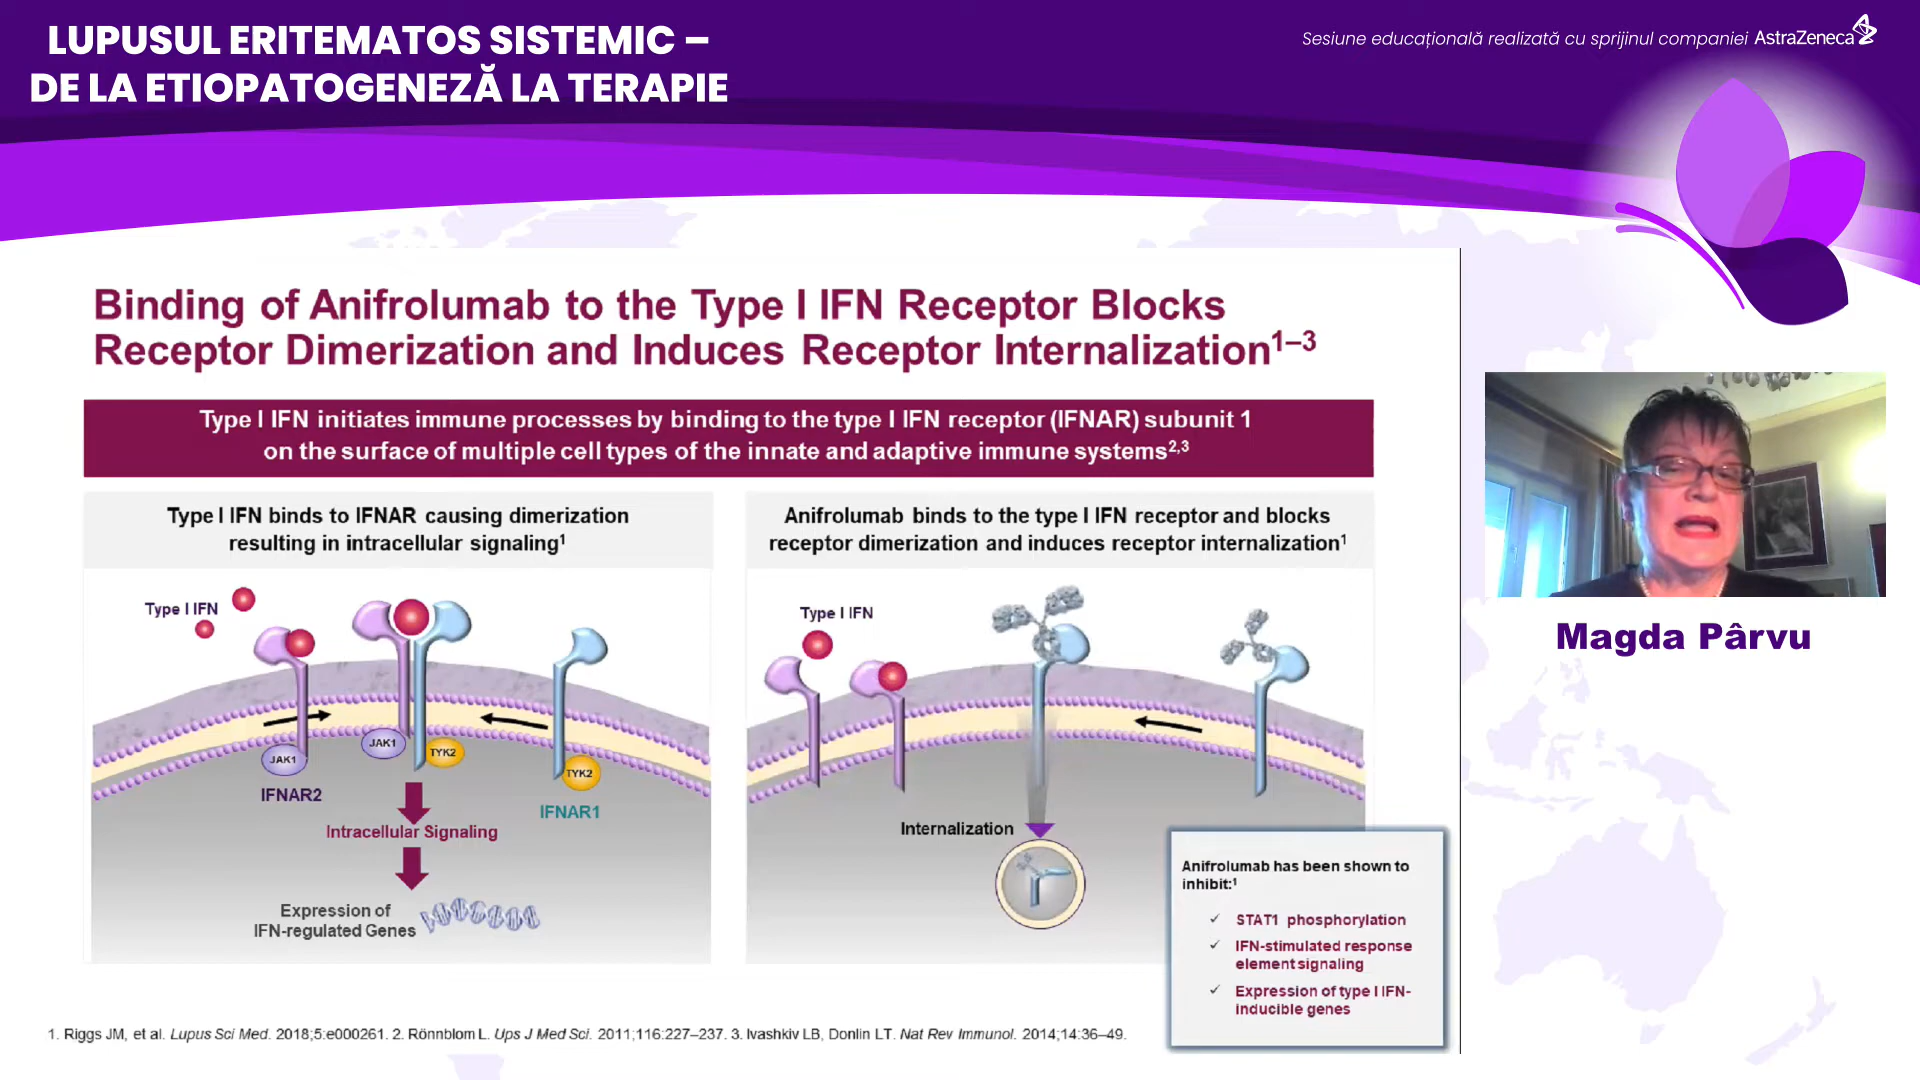 LUPUSUL ERITEMATOS SISTEMIC –
DE LA ETIOPATOGENEZĂ LA TERAPIE
Sesiune educațională realizată cu sprijinul companiei AstraZeneca
Binding of Anifrolumab to the Type I IFN Receptor Blocks
Receptor Dimerization and Induces Receptor Internalization1–3
Type I IFN initiates immune processes by binding to the type I IFN receptor (IFNAR) subunit 1
on the surface of multiple cell types of the innate and adaptive immune systems2,3
Type I IFN binds to IFNAR causing dimerization
resulting in intracellular signaling1
Type I IFN
JAK1
JAK1
TYK2
TYK2
IFNAR2
IFNAR1
Intracellular Signaling
Expression of
IFN-regulated Genes
Anifrolumab binds to the type I IFN receptor and blocks
receptor dimerization and induces receptor internalization1
Type I IFN
Internalization
Anifrolumab has been shown to
inhibit:1
✓ STAT1 phosphorylation
✓ IFN-stimulated response
element signaling
✓ Expression of type I IFN-
inducible genes
1. Riggs JM, et al. Lupus Sci Med. 2018;5:e000261. 2. Rönnblom L. Ups J Med Sci. 2011;116:227–237. 3. Ivashkiv LB, Donlin LT. Nat Rev Immunol. 2014;14:36–49.
Magda Pârvu